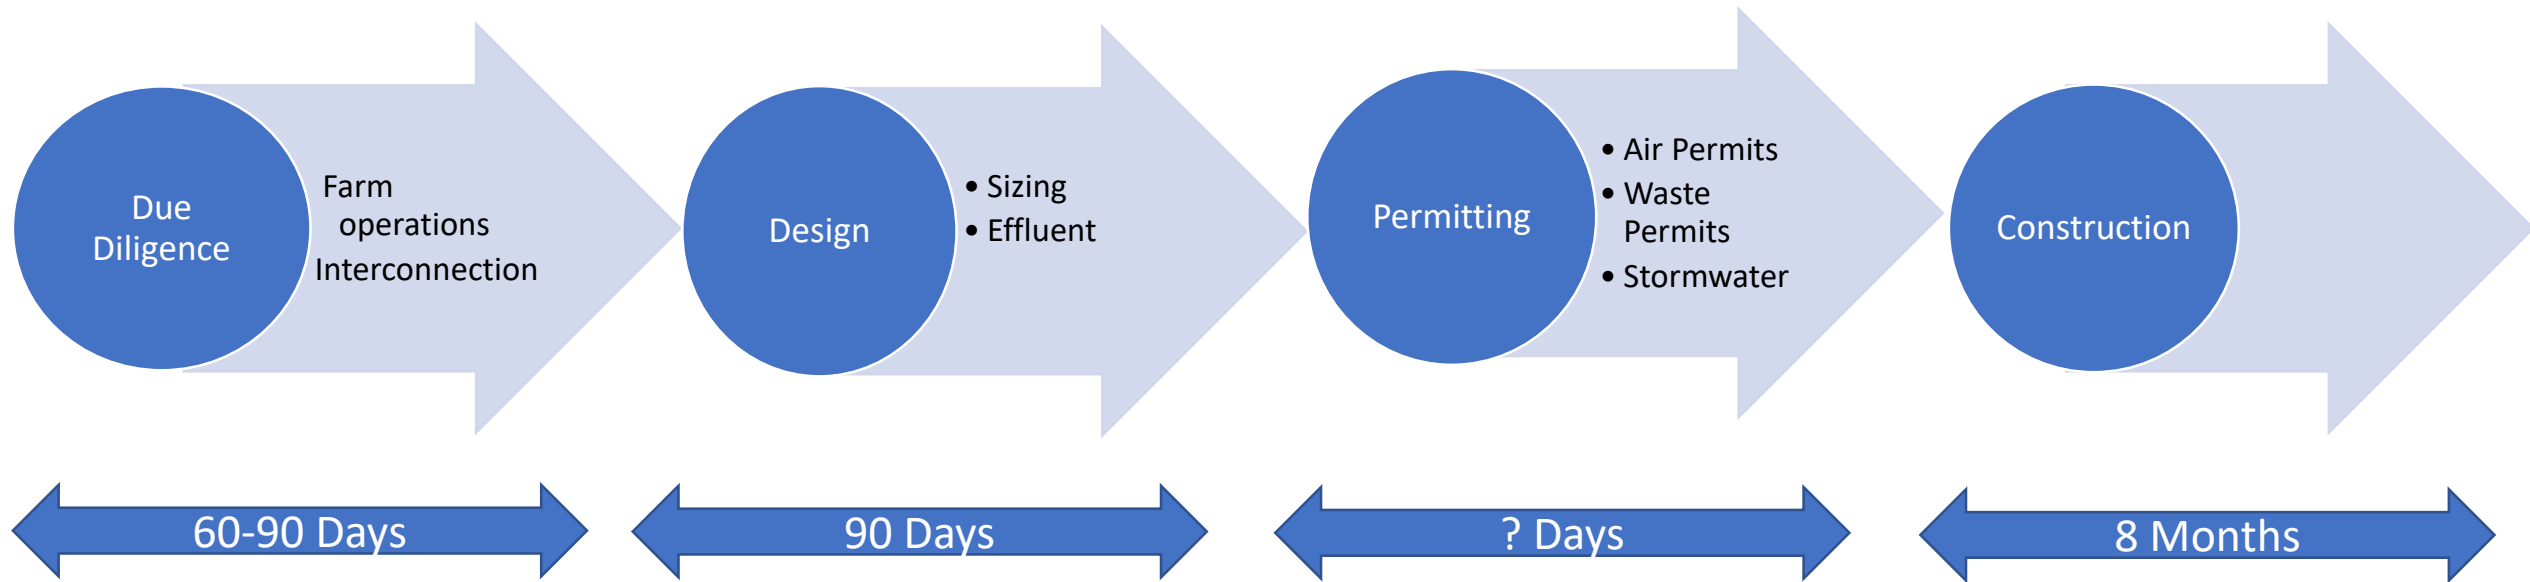 Due
Diligence
Farm
operations
Interconnection
Design
• Sizing
• Effluent
Permitting
• Air Permits
• Waste
Permits
• Stormwater
Construction
60-90 Days
90 Days
? Days
8 Months